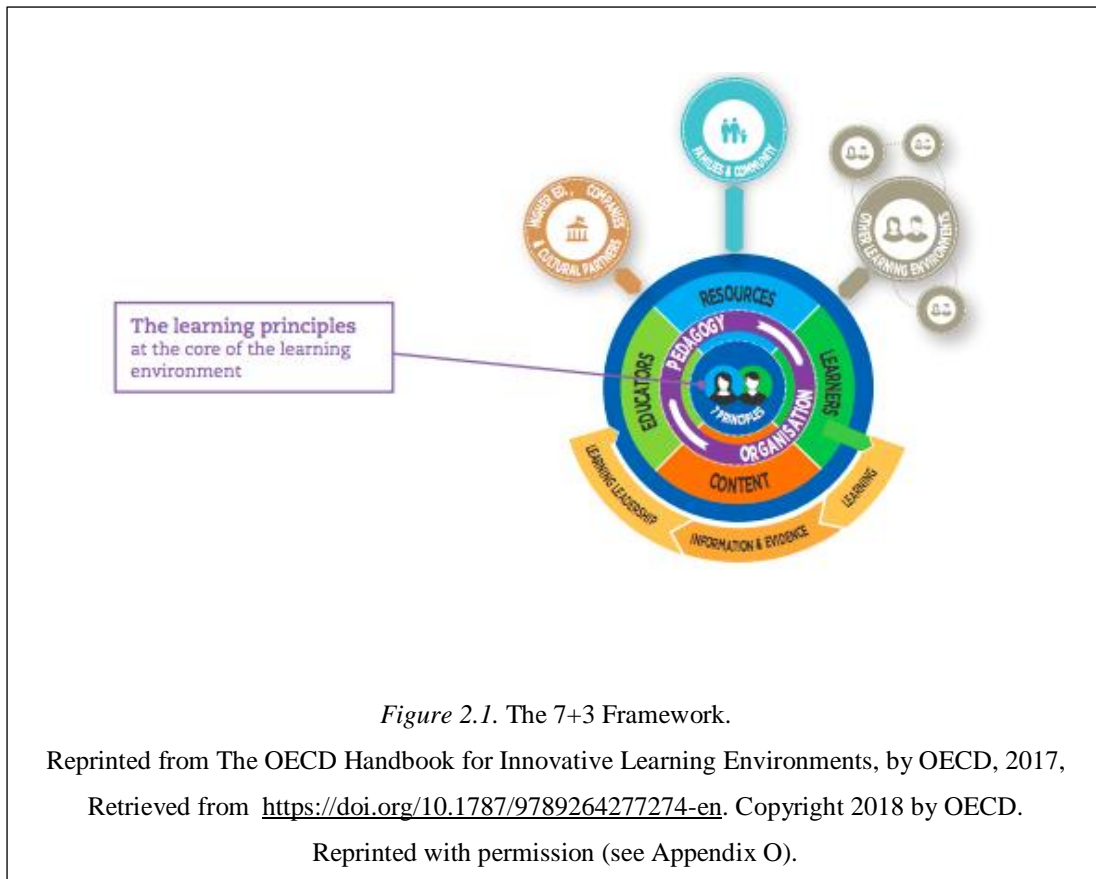 FAMILIES & COMMUNITY
HIGHER ED., COMPANIES
& CULTURAL PARTNERS
OTHER LEARNING ENVIRONMENTS
The learning principles
at the core of the learning
environment
RESOURCES
PEDAGOGY
EDUCATORS
LEARNERS
7 PRINCIPLES
ORGANISATION
CONTENT
LEARNING LEADERSHIP
INFORMATION & EVIDENCE
LEARNING
Figure 2.1. The 7+3 Framework.
Reprinted from The OECD Handbook for Innovative Learning Environments, by OECD, 2017,
Retrieved from https://doi.org/10.1787/9789264277274-en. Copyright 2018 by OECD.
Reprinted with permission (see Appendix O).